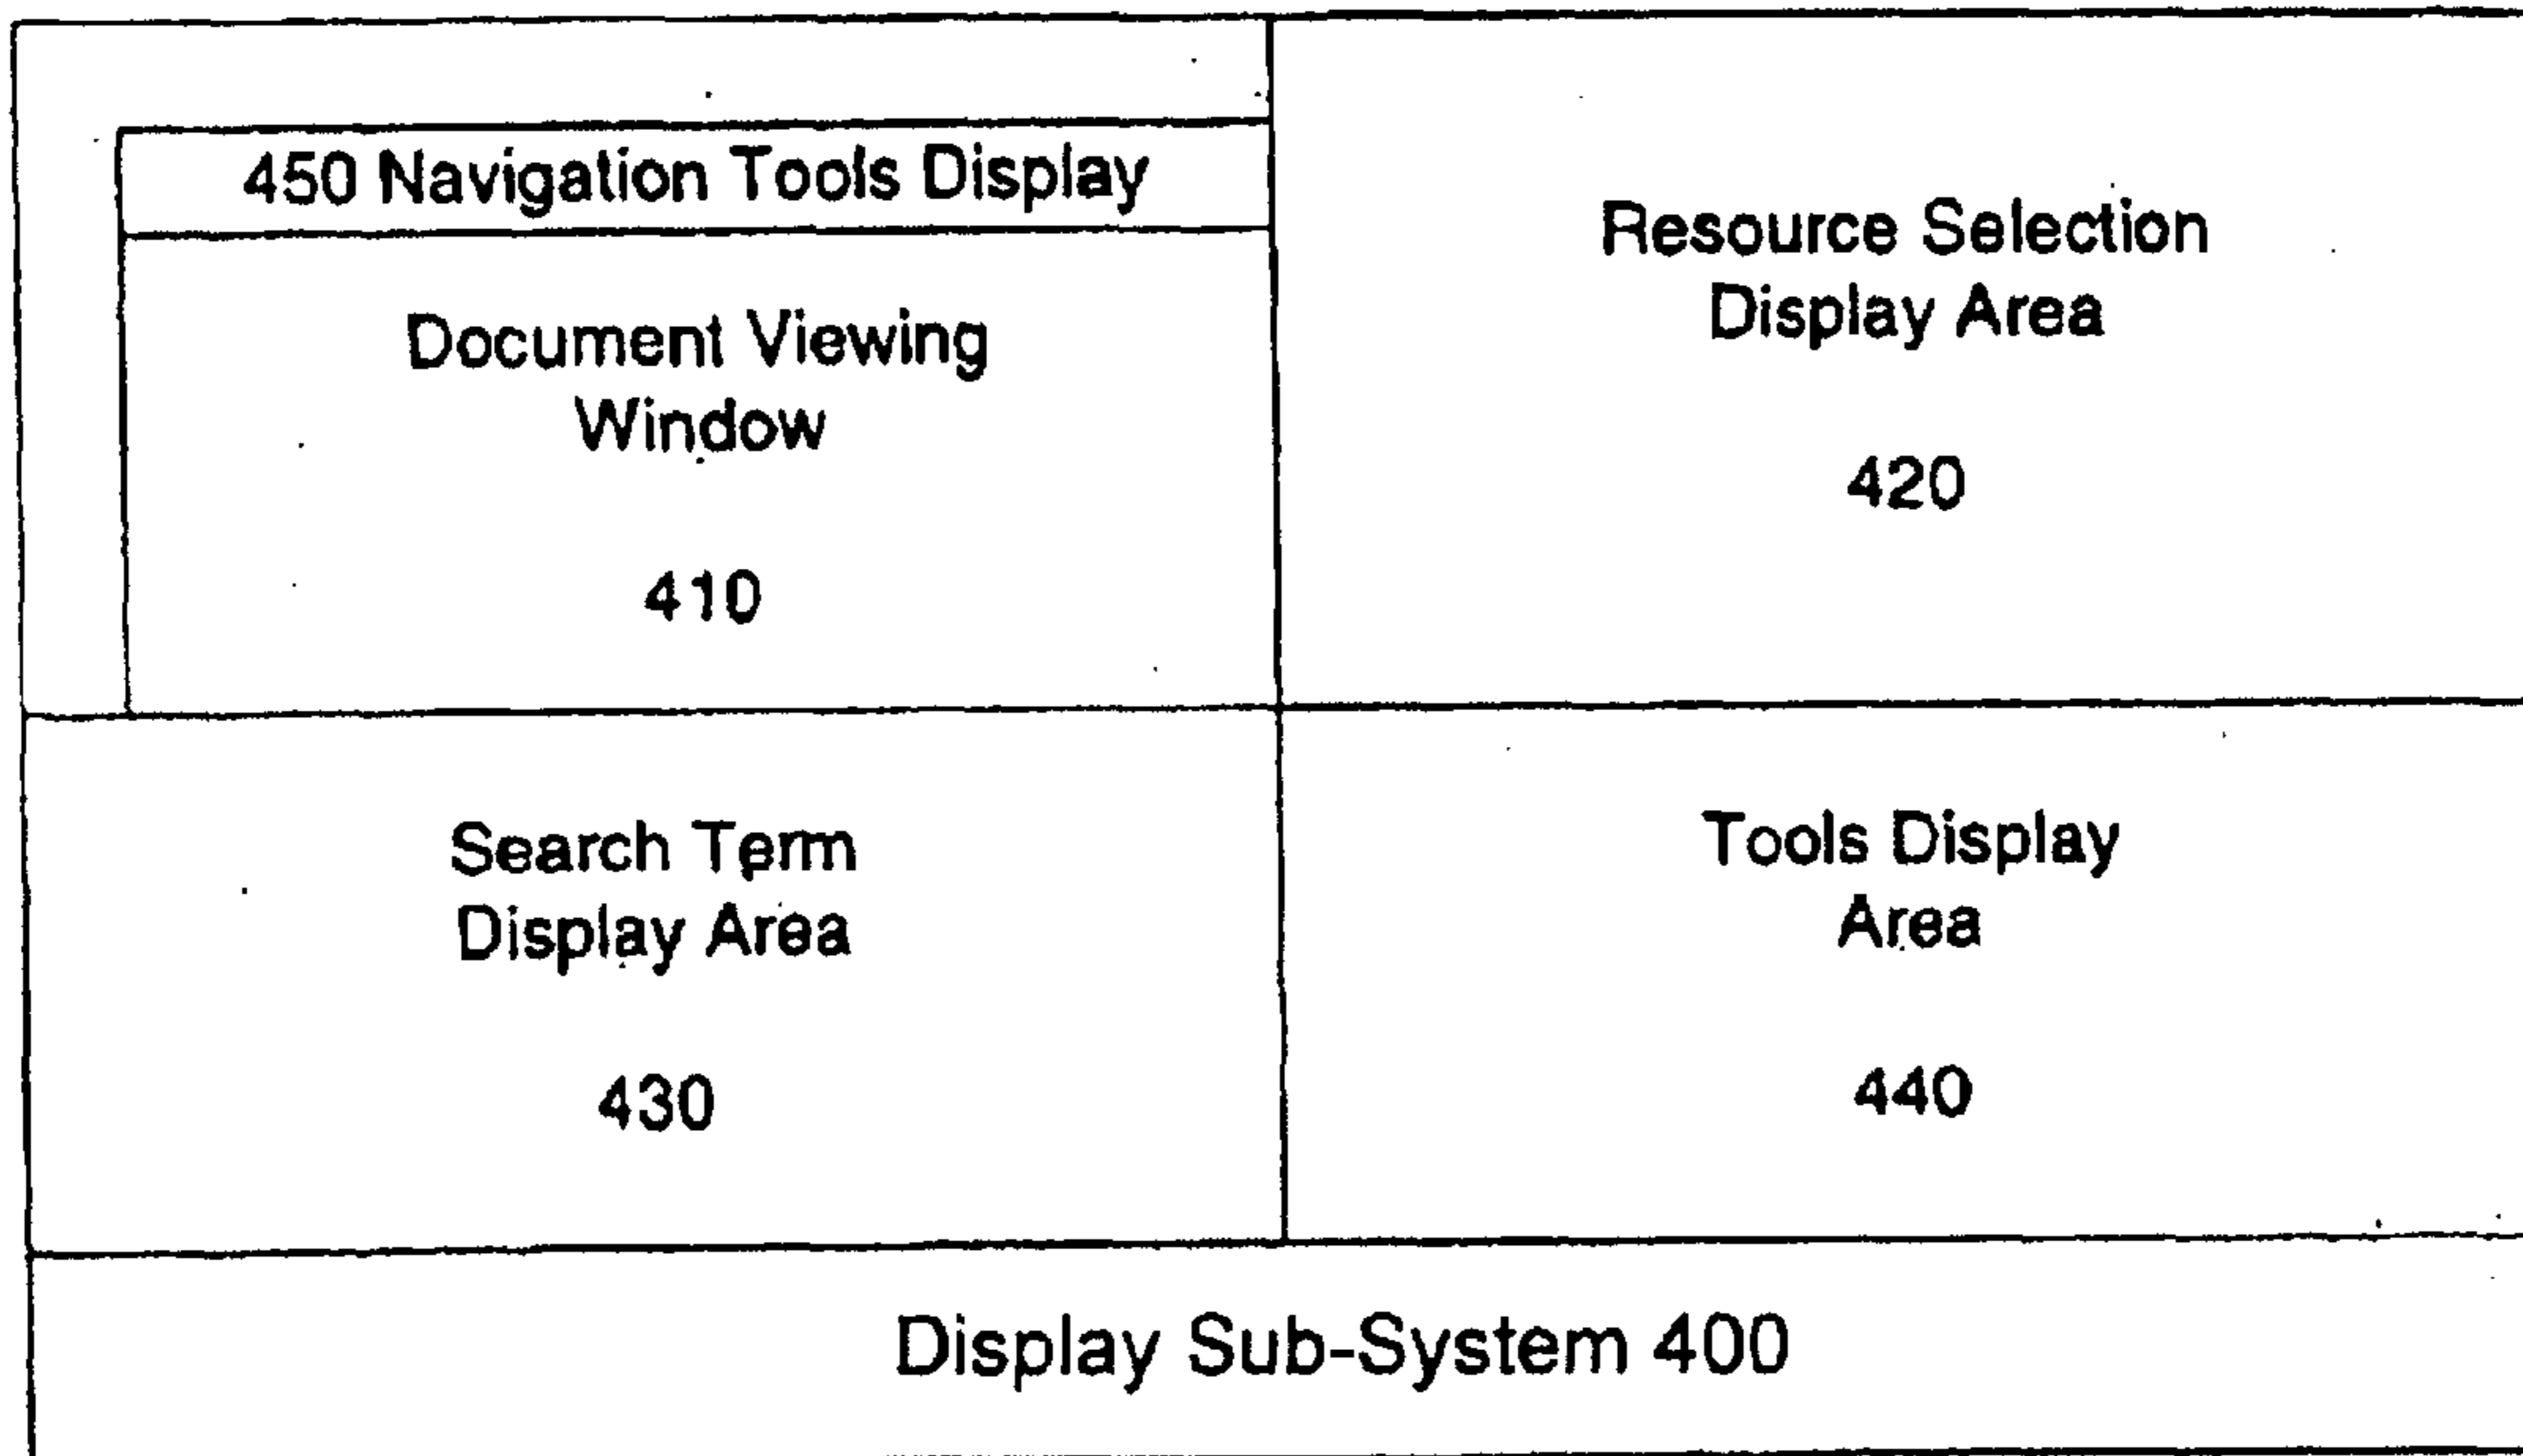 450 Navigation Tools Display
Document Viewing
Window
410
Resource Selection
Display Area
420
Search Term
Display Area
430
Tools Display
Area
440
Display Sub-System 400